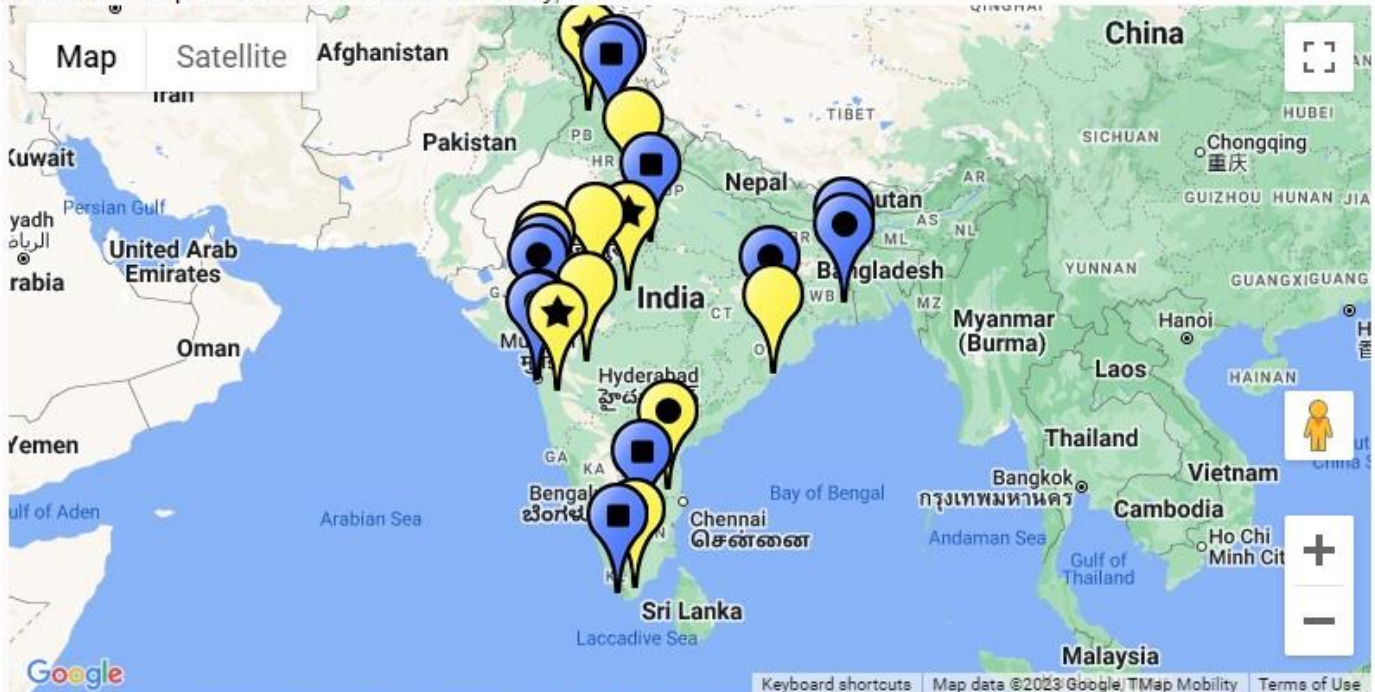 Map
Satellite
Afghanistan
Iran
Pakistan
China
TIBET
QINGHAI
HUBEI
SICHUAN
Chongqing
重庆
PB
HR
Kuwait
Persian Gulf
Nepal
AR
AS
NL
ML
GUIZHOU
HUNAN
United Arab
Emirates
Bangladesh
WB
MZ
YUNNAN
India
CT
Oman
Myanmar
(Burma)
Hanoi
Laos
HAINAN
Hyderabad
Yemen
GA
KA
Thailand
Vietnam
Bangkok
กรุงเทพมหานคร
Cambodia
Arabian Sea
Bay of Bengal
Chennai
சென்னை
Andaman Sea
Gulf of
Thailand
Ho Chi
Sri Lanka
Laccadive Sea
Malaysia
Google
Keyboard shortcuts
Map data ©2023 Google, TMap Mobility
Terms of Use